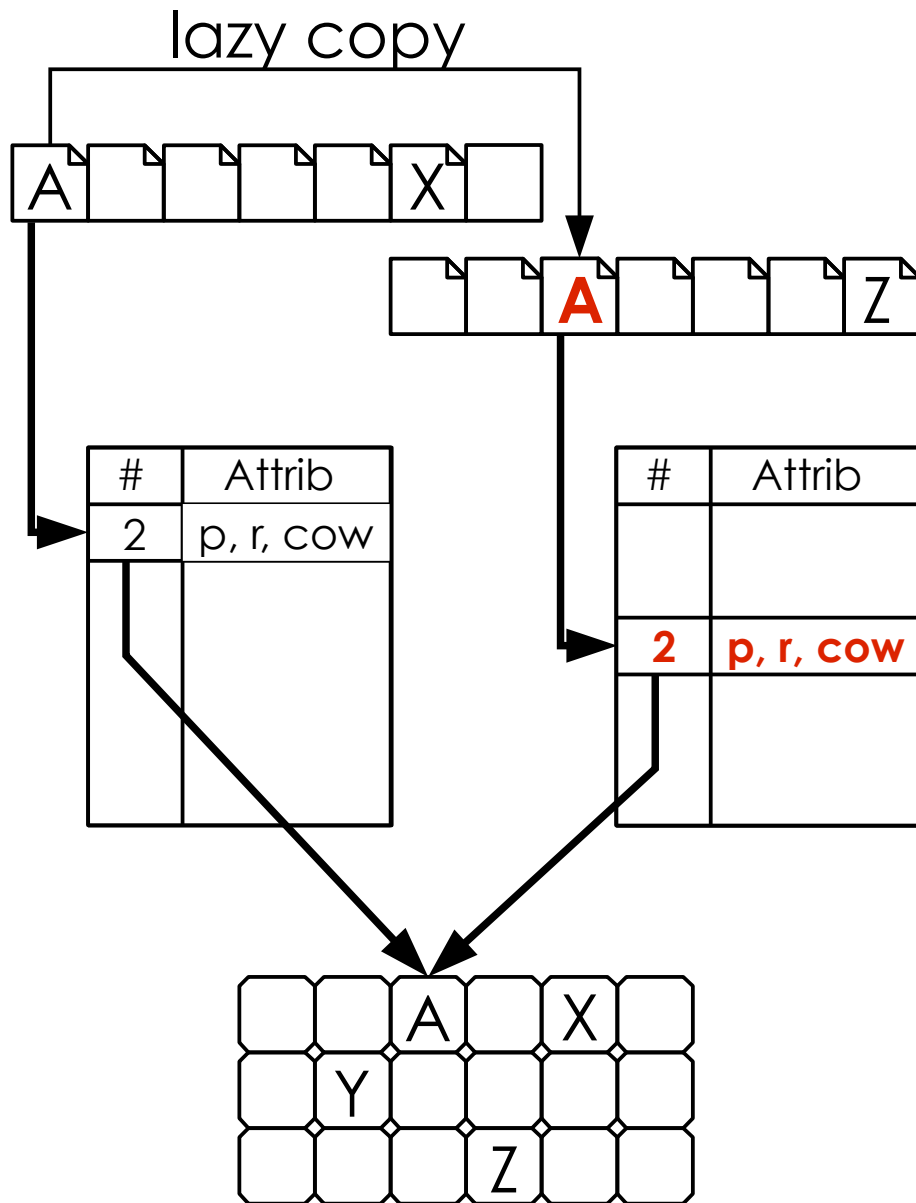 lazy copy
A X
A Z
# Attrib
2 p, r, cow
# Attrib
2 p, r, cow
A X
Y
Z